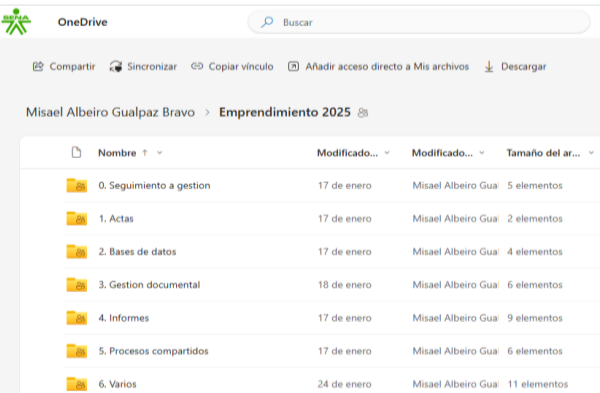 SENA
OneDrive
Buscar
Compartir Sincronizar Copiar vínculo Añadir acceso directo a Mis archivos Descargar
Misael Albeiro Gualpaz Bravo > Emprendimiento 2025
Nombre ↑ Modificado... Modificado... Tamaño del ar...
0. Seguimiento a gestion 17 de enero Misael Albeiro Gual 5 elementos
1. Actas 17 de enero Misael Albeiro Gual 2 elementos
2. Bases de datos 17 de enero Misael Albeiro Gual 4 elementos
3. Gestion documental 18 de enero Misael Albeiro Gual 6 elementos
4. Informes 17 de enero Misael Albeiro Gual 9 elementos
5. Procesos compartidos 17 de enero Misael Albeiro Gual 6 elementos
6. Varios 24 de enero Misael Albeiro Gual 11 elementos